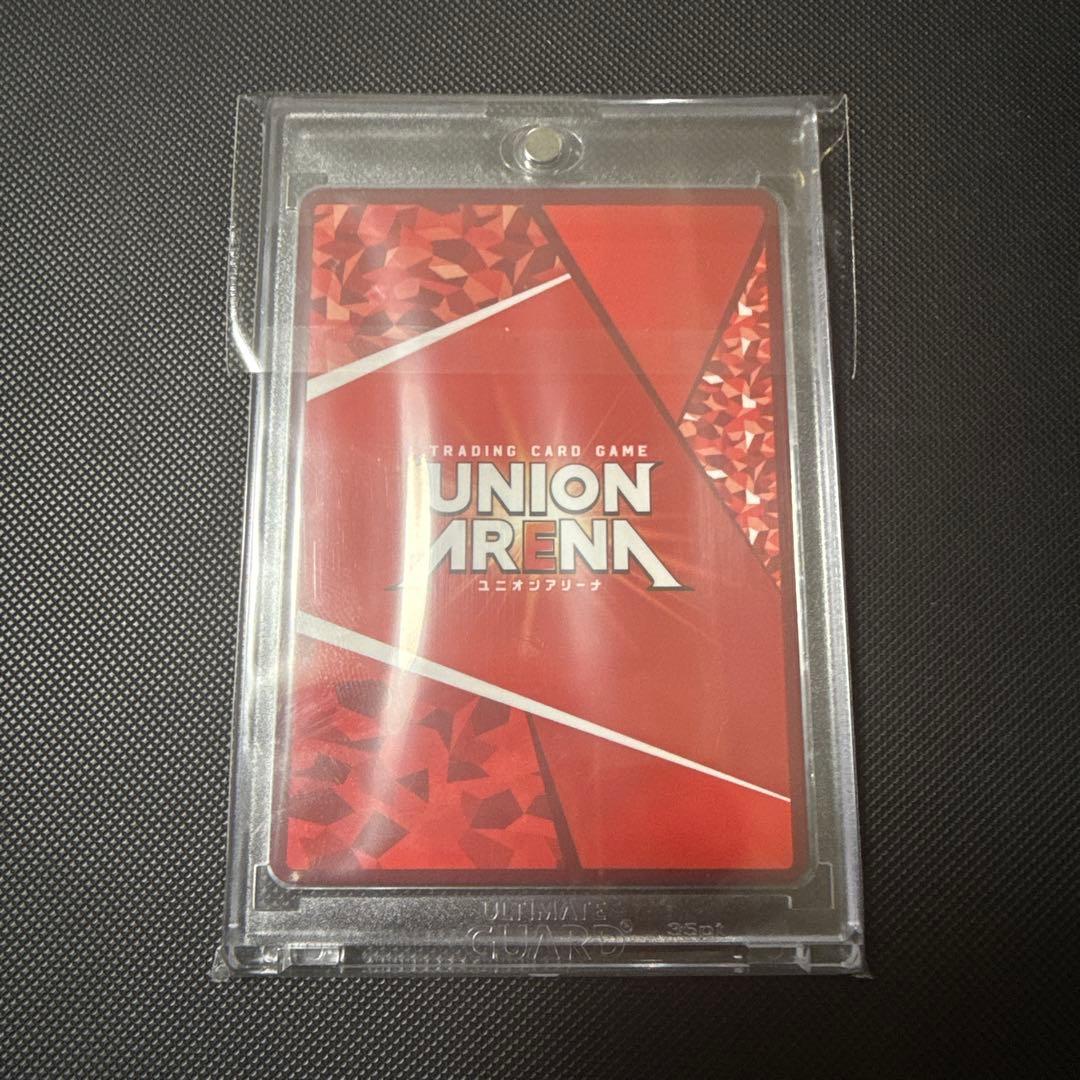 TRADING CARD GAME
UNION
ARENA
ユニオンアリーナ
ULTIMATE
GUARD®
35pt